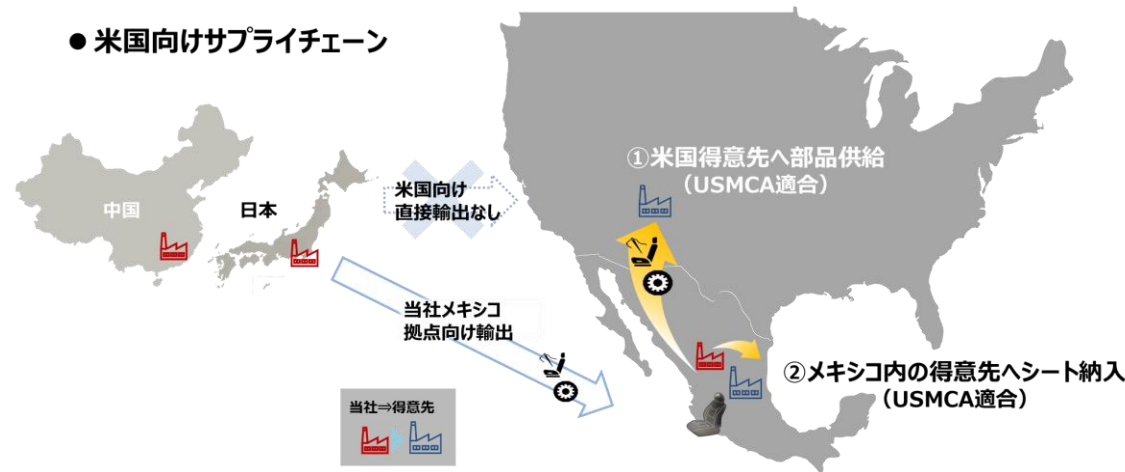 ● 米国向けサプライチェーン
①米国得意先へ部品供給
（USMCA適合）
中国
日本
米国向け
直接輸出なし
当社メキシコ
拠点向け輸出
②メキシコ内の得意先へシート納入
（USMCA適合）
当社⇒得意先